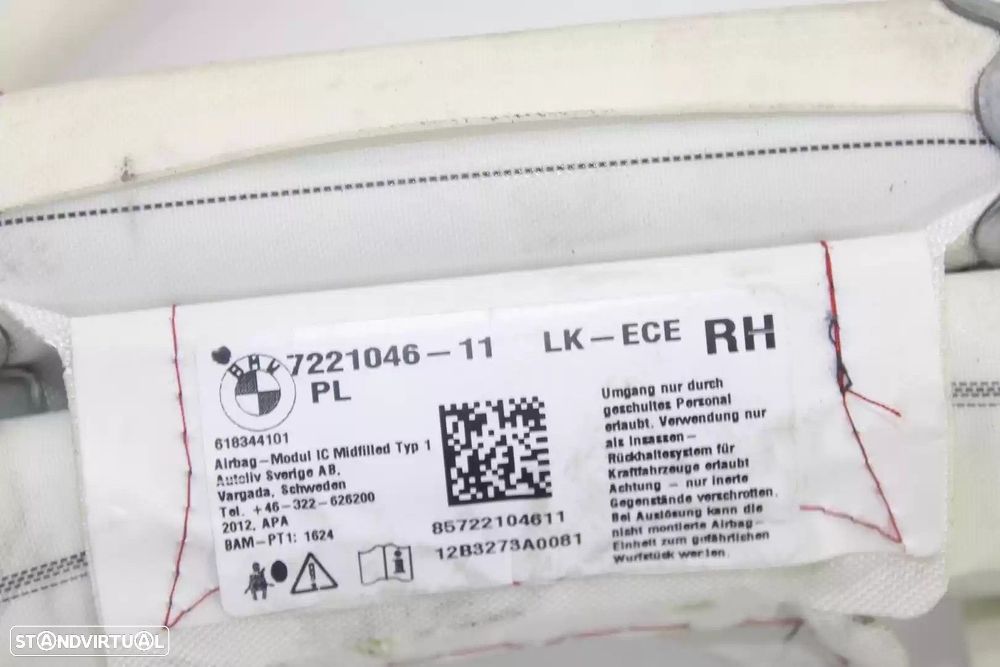 BMW
7221046-11 LK-ECE RH
PL
618344101
Airbag-Modul IC Midfilled Typ 1
Autoliv Sverige AB,
Vargada, Schweden
Tel. +46-322-626200
2012, APA
BAM-PT1: 1624
85722104611
12B3273A0081
Umgang nur durch
geschultes Personal
erlaubt. Verwendung nur
als Insassen-
Rückhaltesystem für
Kraftfahrzeuge erlaubt
Achtung - nur inerte
Gegenstände verschrotten.
Bei Auslösung kann die
nicht montierte Airbag-
Einheit zum gefährlichen
Wurfstück werden.
STANDVIRTUAL